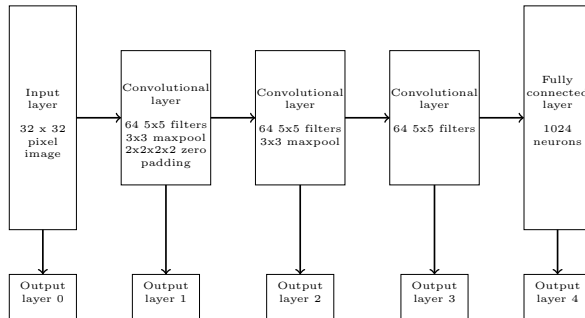 Input
layer
32 x 32
pixel
image
Convolutional
layer
64 5x5 filters
3x3 maxpool
2x2x2x2 zero
padding
Convolutional
layer
64 5x5 filters
3x3 maxpool
Convolutional
layer
64 5x5 filters
Fully
connected
layer
1024
neurons
Output
layer 0
Output
layer 1
Output
layer 2
Output
layer 3
Output
layer 4